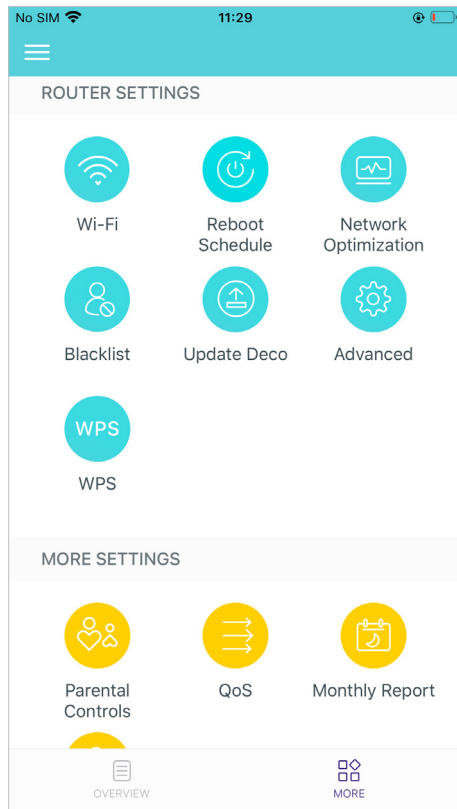 No SIM 11:29
ROUTER SETTINGS
Wi-Fi
Reboot
Schedule
Network
Optimization
Blacklist
Update Deco
Advanced
WPS
WPS
MORE SETTINGS
Parental
Controls
QoS
Monthly Report
OVERVIEW
MORE